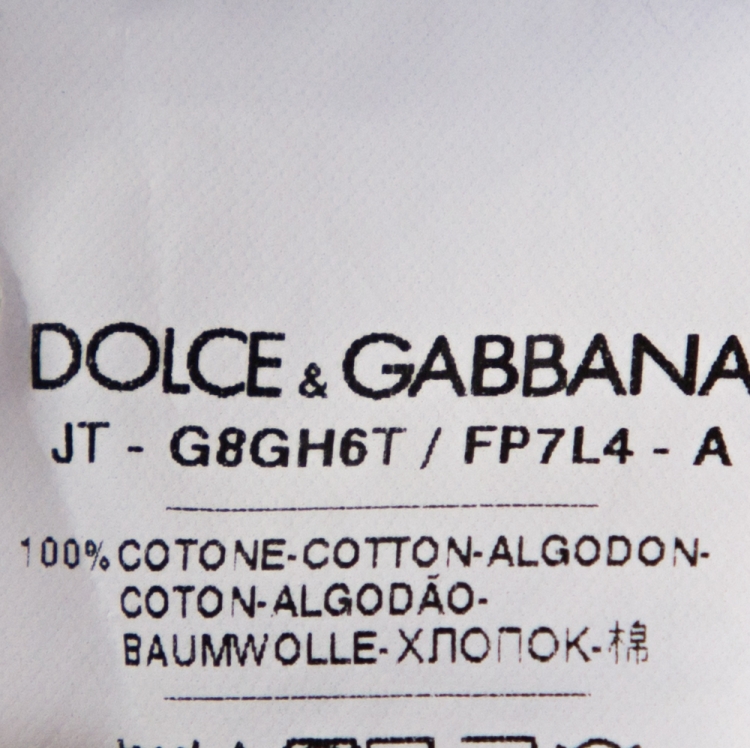 DOLCE & GABBANA
JT - G8GH6T / FP7L4 - A
100% COTONE-COTTON-ALGODON-
COTON-ALGODÃO-
BAUMWOLLE-ХЛОПОК-棉